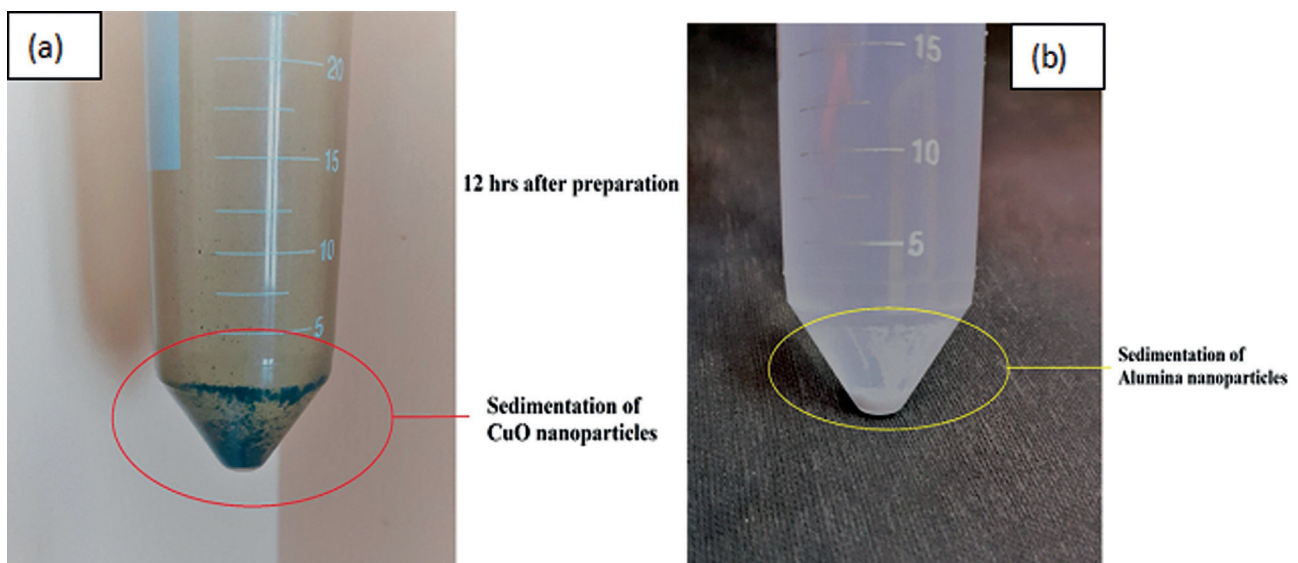 (a)
20
15
10
5
12 hrs after preparation
Sedimentation of
CuO nanoparticles
(b)
15
10
5
Sedimentation of
Alumina nanoparticles